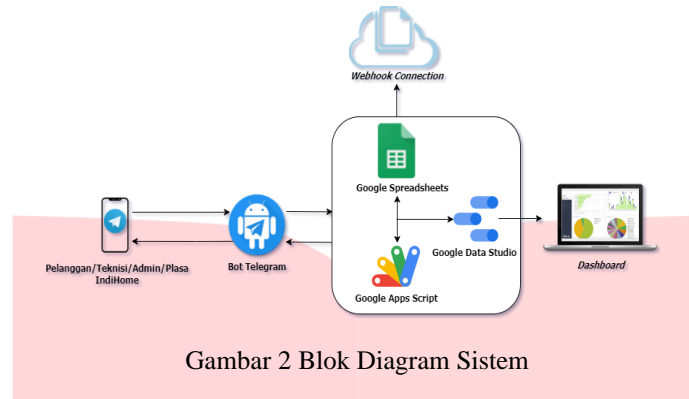 Webhook Connection
Google Spreadsheets
Google Data Studio
Google Apps Script
Pelanggan/Teknisi/Admin/Plasa
IndiHome
Bot Telegram
Dashboard
Gambar 2 Blok Diagram Sistem